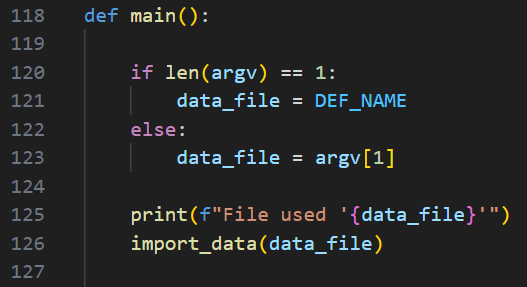 118 def main():
119
120     if len(argv) == 1:
121         data_file = DEF_NAME
122     else:
123         data_file = argv[1]
124
125     print(f"File used '{data_file}'")
126     import_data(data_file)
127